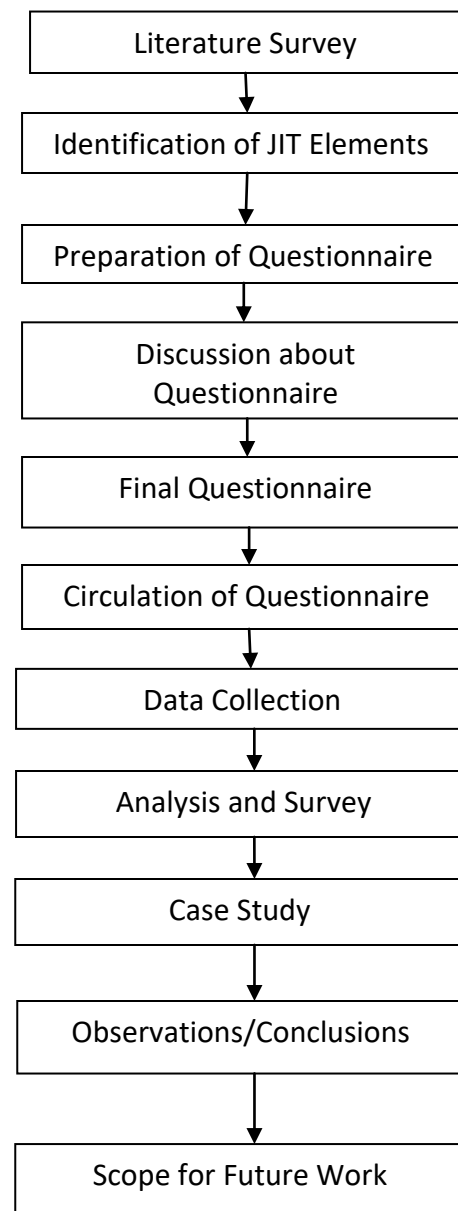 Literature Survey
Identification of JIT Elements
Preparation of Questionnaire
Discussion about
Questionnaire
Final Questionnaire
Circulation of Questionnaire
Data Collection
Analysis and Survey
Case Study
Observations/Conclusions
Scope for Future Work